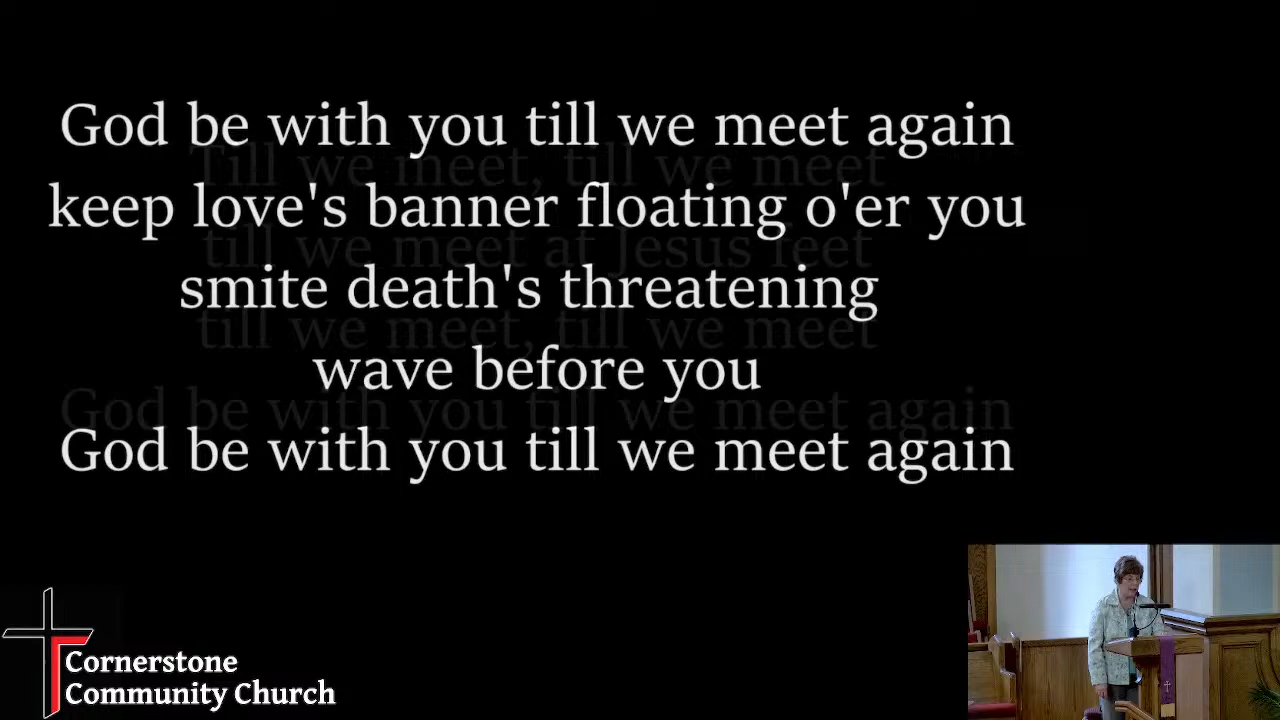 God be with you till we meet again
Till we meet, till we meet
keep love's banner floating o'er you
till we meet at Jesus feet
smite death's threatening
till we meet, till we meet
wave before you
God be with you till we meet again
God be with you till we meet again
Cornerstone
Community Church